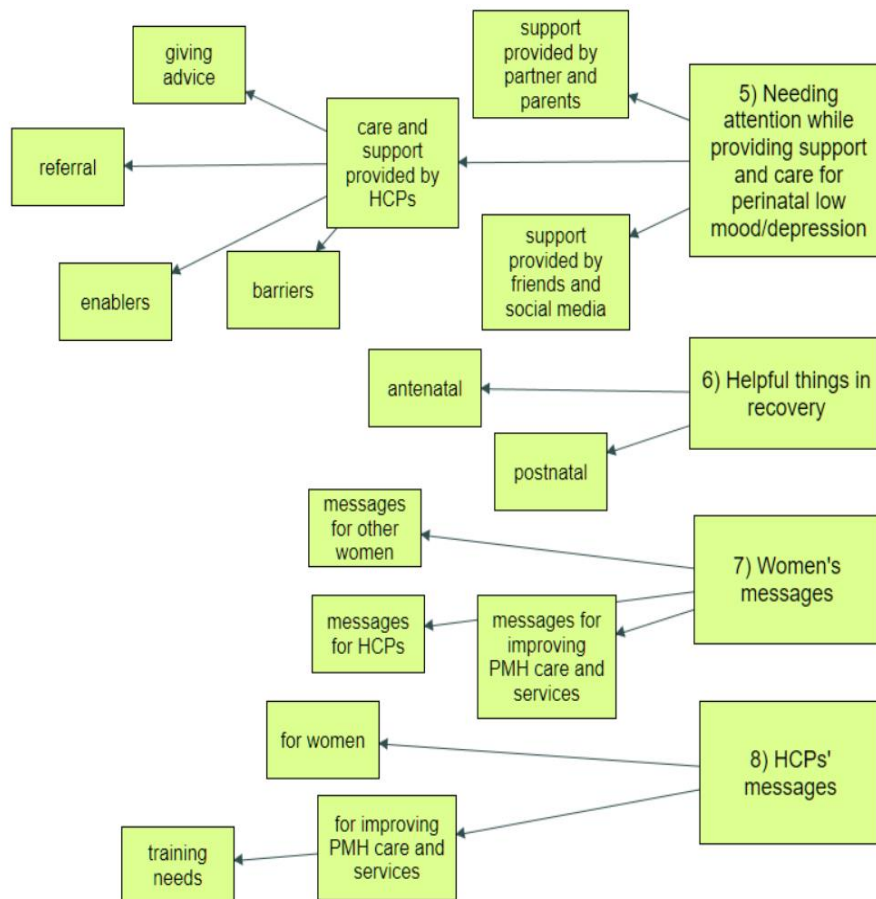 giving
advice
referral
enablers
barriers
care and
support
provided by
HCPs
support
provided by
partner and
parents
support
provided by
friends and
social media
5) Needing
attention while
providing support
and care for
perinatal low
mood/depression
antenatal
postnatal
6) Helpful things in
recovery
messages
for other
women
messages
for HCPs
messages for
improving
PMH care and
services
7) Women's
messages
for women
training
needs
for improving
PMH care and
services
8) HCPs'
messages